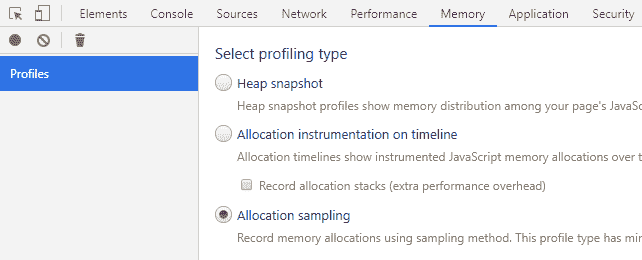 Elements Console Sources Network Performance Memory Application Security
Profiles
Select profiling type
Heap snapshot
Heap snapshot profiles show memory distribution among your page's
Allocation instrumentation on timeline
Allocation timelines show instrumented JavaScript memory allocations over
Record allocation stacks (extra performance overhead)
Allocation sampling
Record memory allocations using sampling method. This profile type has